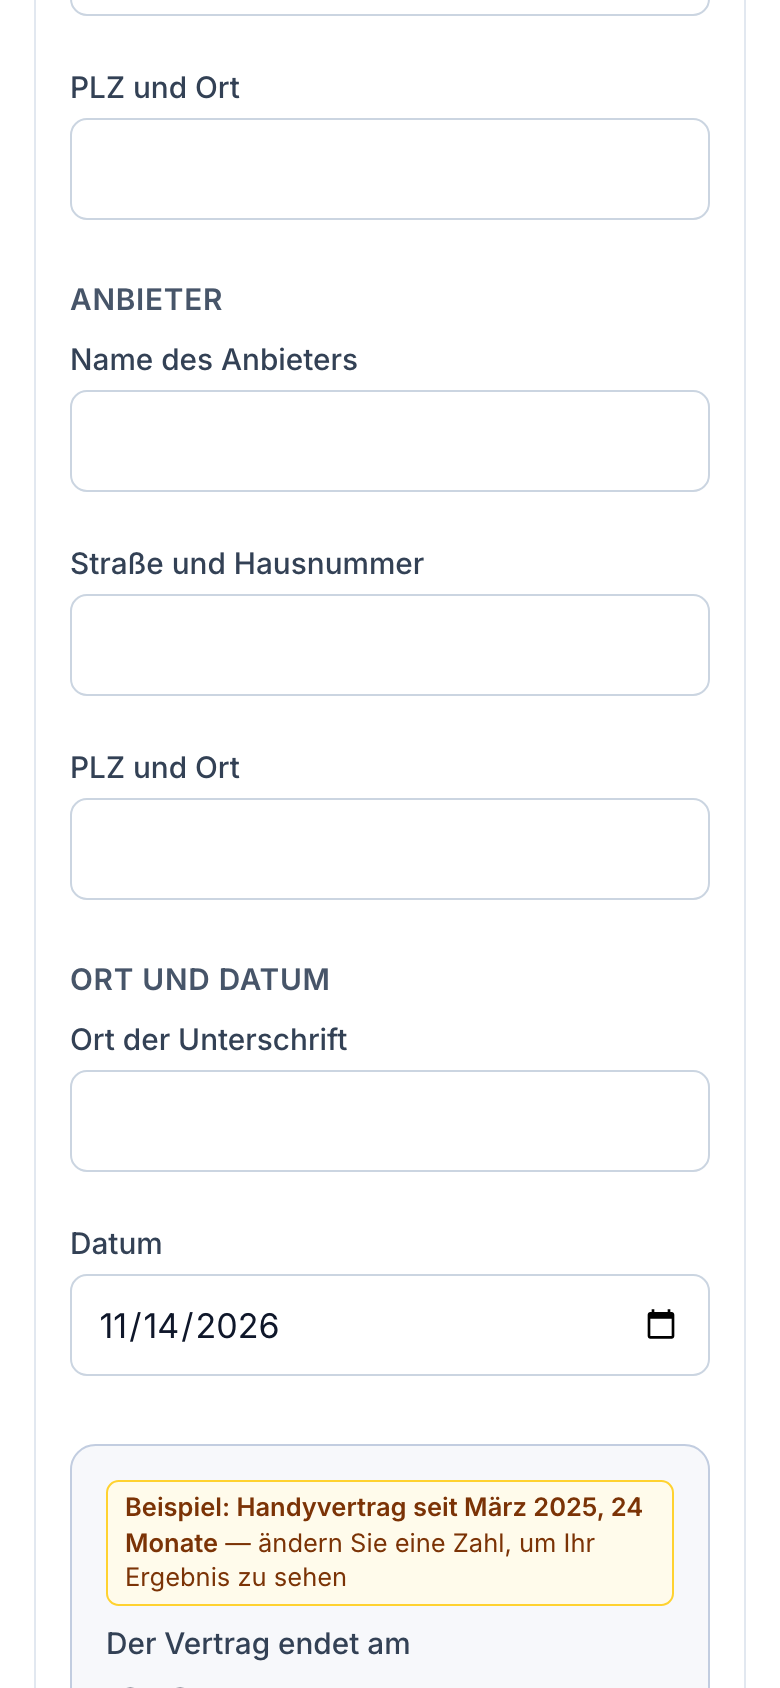 PLZ und Ort
ANBIETER
Name des Anbieters
Straße und Hausnummer
PLZ und Ort
ORT UND DATUM
Ort der Unterschrift
Datum
11/14/2026
Beispiel: Handyvertrag seit März 2025, 24
Monate — ändern Sie eine Zahl, um Ihr
Ergebnis zu sehen
Der Vertrag endet am